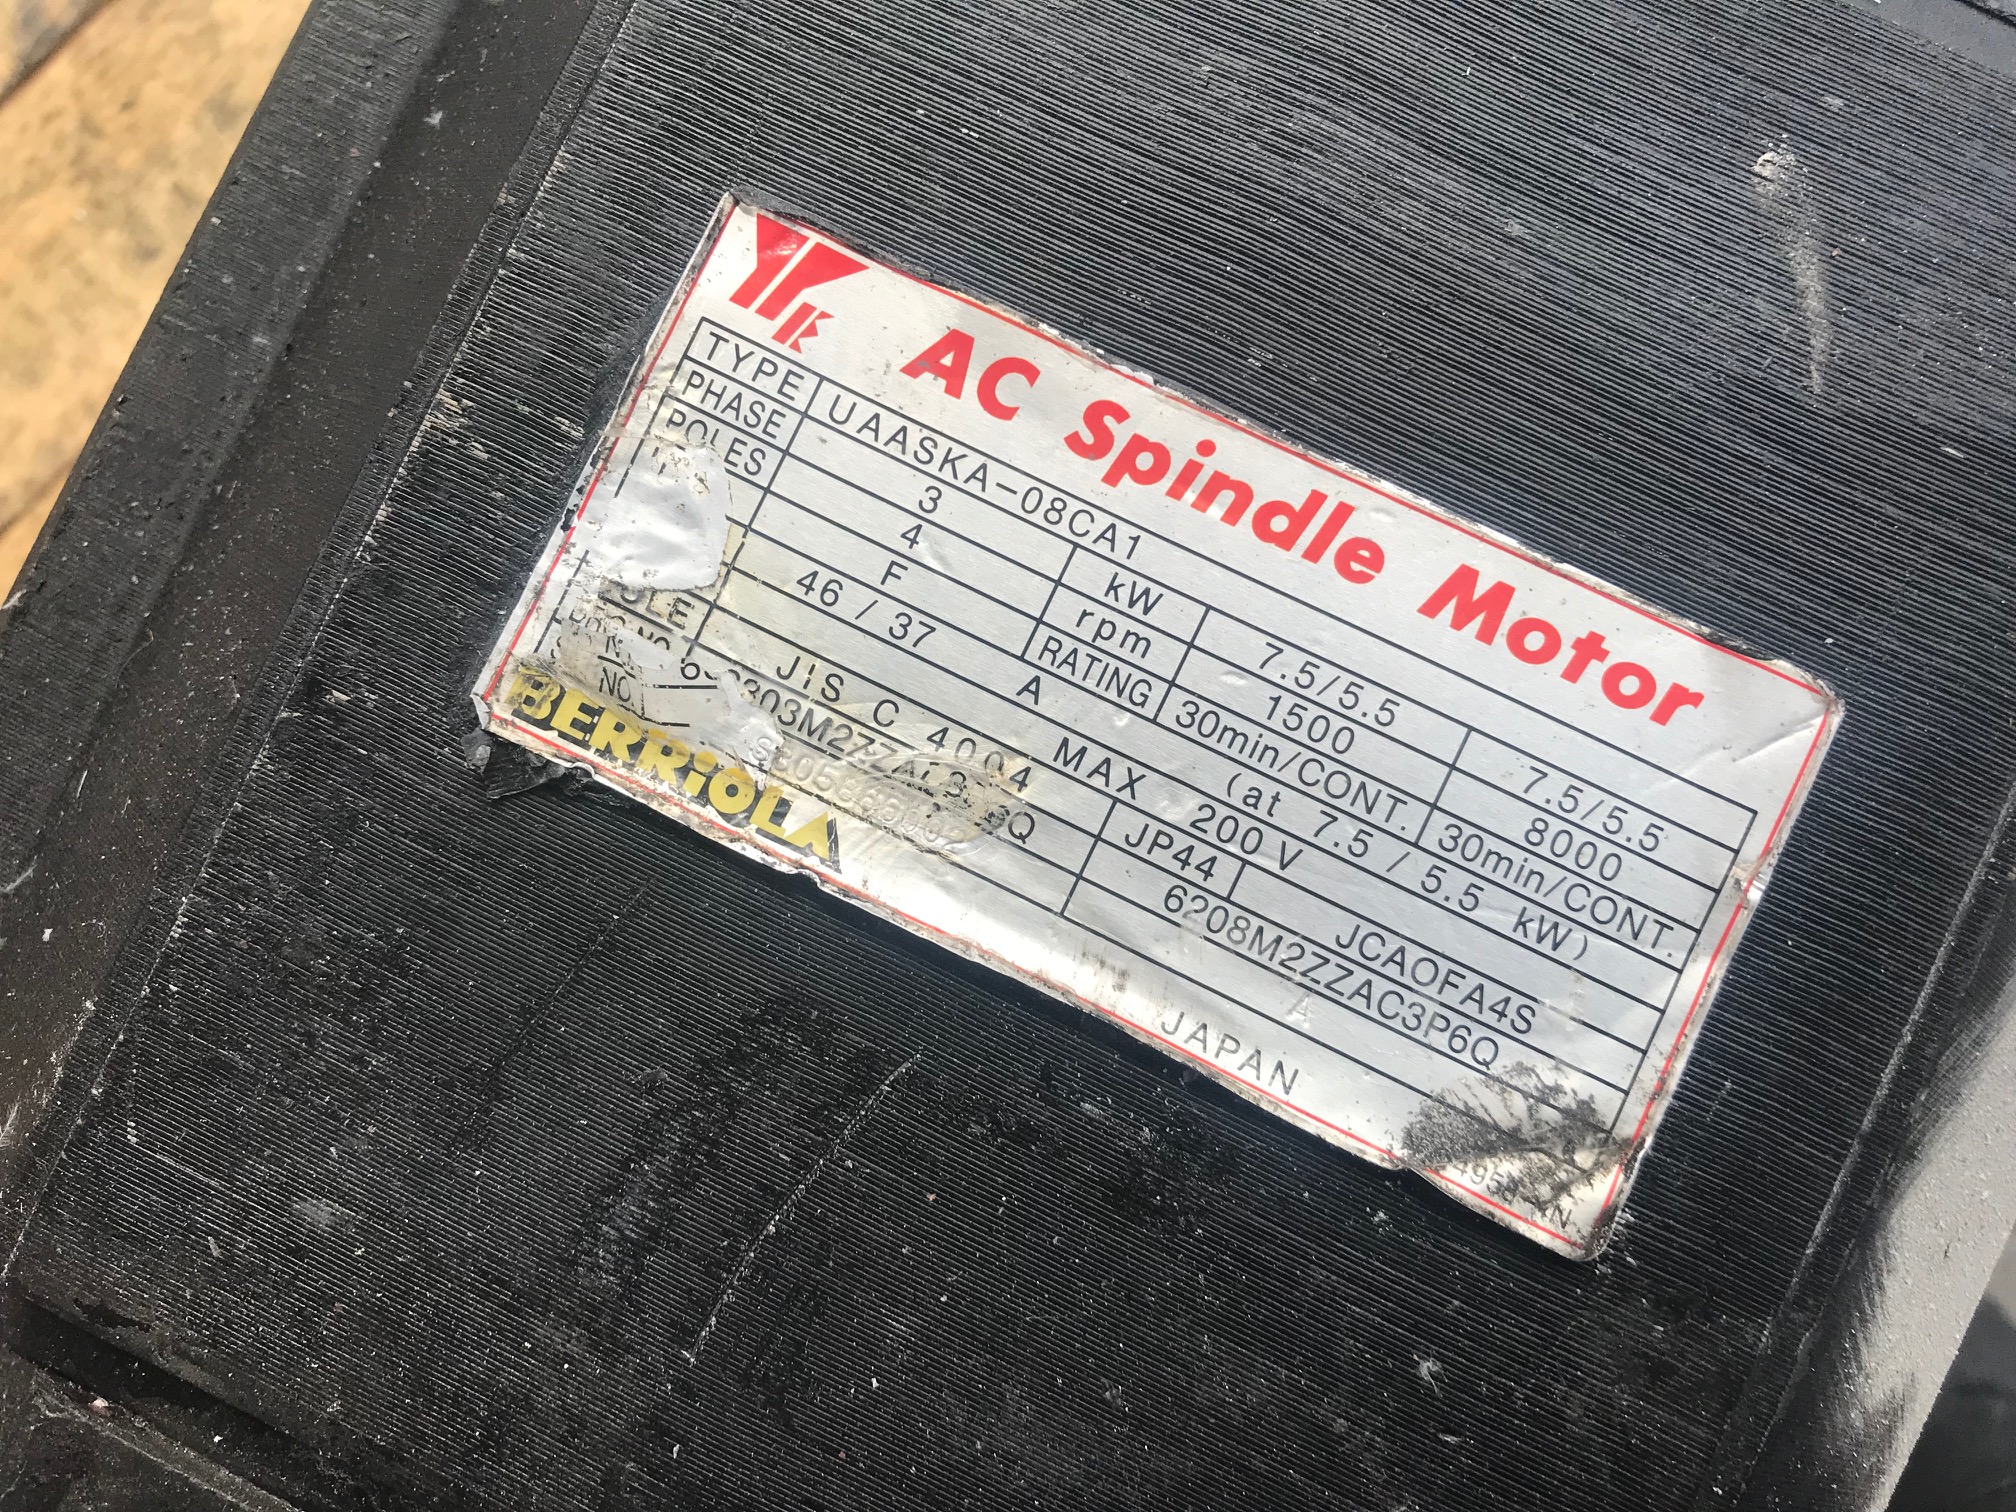 AC Spindle Motor
TYPE UAASKA-08CA1
PHASE 3 kW 7.5/5.5 7.5/5.5
POLES 4 rpm 1500 8000
F RATING 30min/CONT. 30min/CONT.
46 / 37 A MAX 200 V (at 7.5 / 5.5 kW)
JIS C 4004 JP44 JCAOFA4S
6208M2ZZAC3P6Q
NO
BERRiOLA
JAPAN